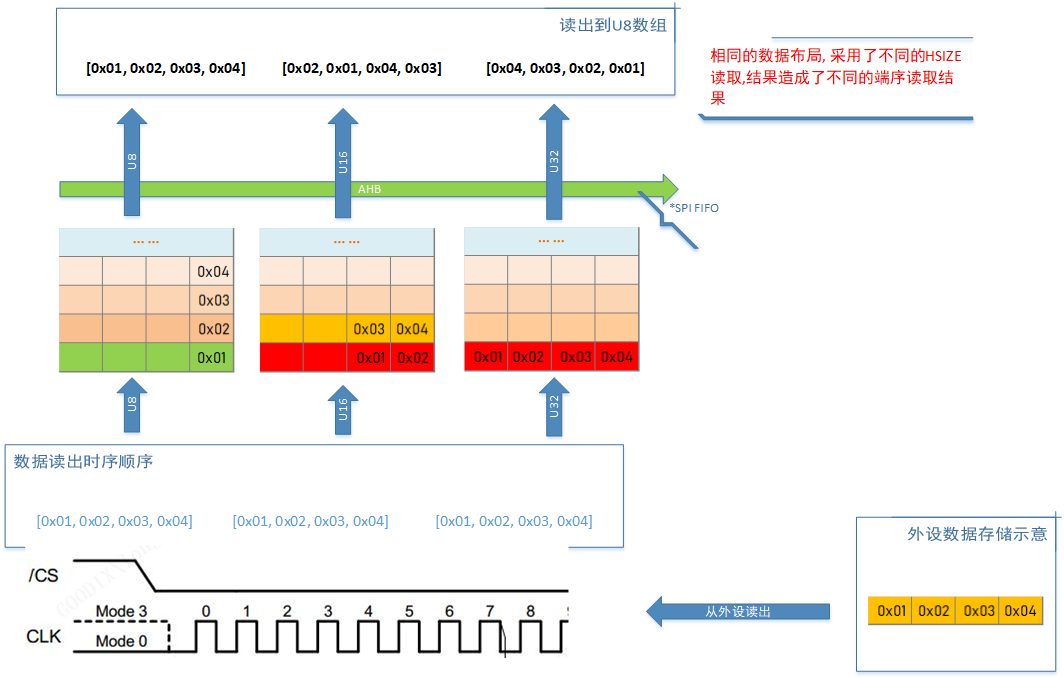 读出到U8数组
[0x01, 0x02, 0x03, 0x04] [0x02, 0x01, 0x04, 0x03] [0x04, 0x03, 0x02, 0x01]
相同的数据布局, 采用了不同的HSIZE
读取,结果造成了不同的端序读取结
果
U8 U16 U32
AHB
*SPI FIFO
... ... ... ... ... ...
0x04
0x03
0x02 0x03 0x04
0x01 0x01 0x02 0x01 0x02 0x03 0x04
U8 U16 U32
数据读出时序顺序
[0x01, 0x02, 0x03, 0x04] [0x01, 0x02, 0x03, 0x04] [0x01, 0x02, 0x03, 0x04]
外设数据存储示意
/CS
Mode 3 0 1 2 3 4 5 6 7 8
CLK
Mode 0
从外设读出
0x01 0x02 0x03 0x04